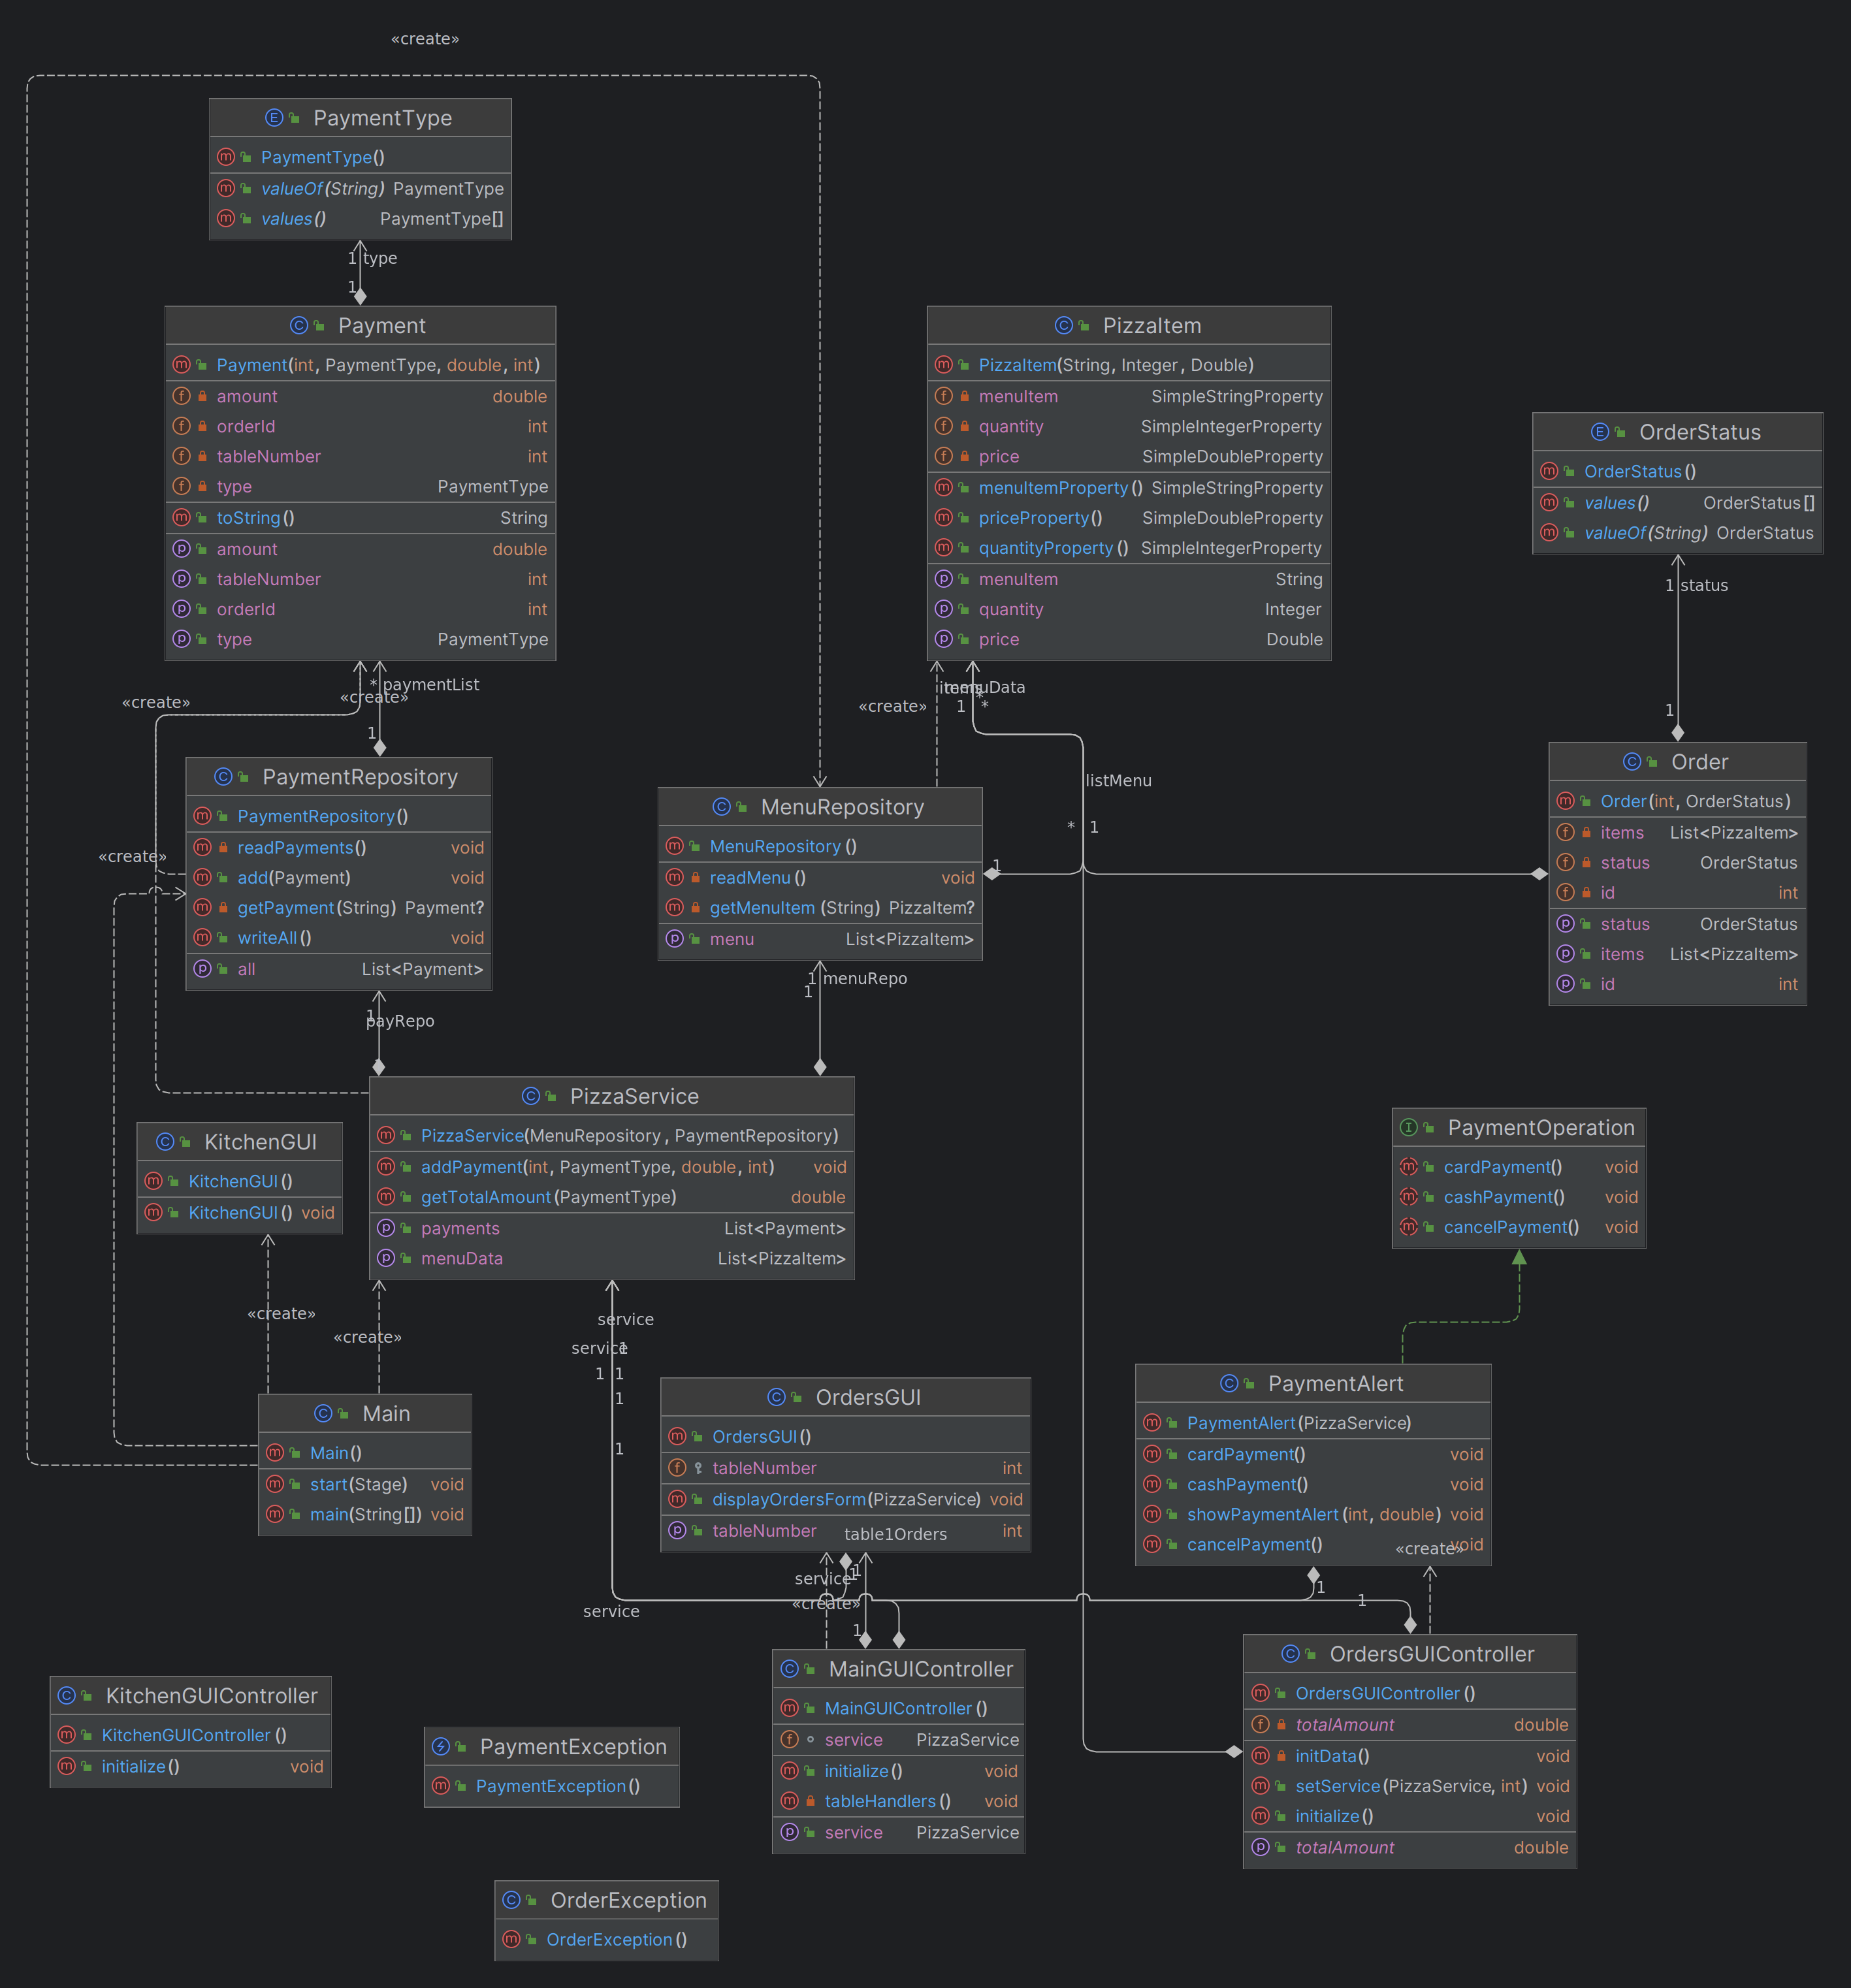 «create»
PaymentType
PaymentType()
valueOf(String) PaymentType
values() PaymentType[]
1 type
1
Payment
Payment(int, PaymentType, double, int)
amount double
orderId int
tableNumber int
type PaymentType
toString() String
amount double
tableNumber int
orderId int
type PaymentType
PizzaItem
PizzaItem(String, Integer, Double)
menuItem SimpleStringProperty
quantity SimpleIntegerProperty
price SimpleDoubleProperty
menuItemProperty() SimpleStringProperty
priceProperty() SimpleDoubleProperty
quantityProperty() SimpleIntegerProperty
menuItem String
quantity Integer
price Double
OrderStatus
OrderStatus()
values() OrderStatus[]
valueOf(String) OrderStatus
1 status
1
* paymentList
«create»
«create»
1
items
menuData
*
«create»
1 *
PaymentRepository
PaymentRepository()
readPayments() void
add(Payment) void
getPayment(String) Payment?
writeAll() void
all List<Payment>
«create»
MenuRepository
MenuRepository()
readMenu() void
getMenuItem(String) PizzaItem?
menu List<PizzaItem>
1
listMenu
* 1
Order
Order(int, OrderStatus)
items List<PizzaItem>
status OrderStatus
id int
status OrderStatus
items List<PizzaItem>
id int
1
payRepo
1
1 menuRepo
1
PizzaService
PizzaService(MenuRepository, PaymentRepository)
addPayment(int, PaymentType, double, int) void
getTotalAmount(PaymentType) double
payments List<Payment>
menuData List<PizzaItem>
KitchenGUI
KitchenGUI()
KitchenGUI() void
PaymentOperation
cardPayment() void
cashPayment() void
cancelPayment() void
«create»
«create»
service
service
1
1 1
1
1
Main
Main()
start(Stage) void
main(String[]) void
OrdersGUI
OrdersGUI()
tableNumber int
displayOrdersForm(PizzaService) void
tableNumber int
table1Orders
PaymentAlert
PaymentAlert(PizzaService)
cardPayment() void
cashPayment() void
showPaymentAlert(int, double) void
cancelPayment() void
«create»
1
1
service
«create»
service
1
1
1
MainGUIController
MainGUIController()
service PizzaService
initialize() void
tableHandlers() void
service PizzaService
OrdersGUIController
OrdersGUIController()
totalAmount double
initData() void
setService(PizzaService, int) void
initialize() void
totalAmount double
KitchenGUIController
KitchenGUIController()
initialize() void
PaymentException
PaymentException()
OrderException
OrderException()